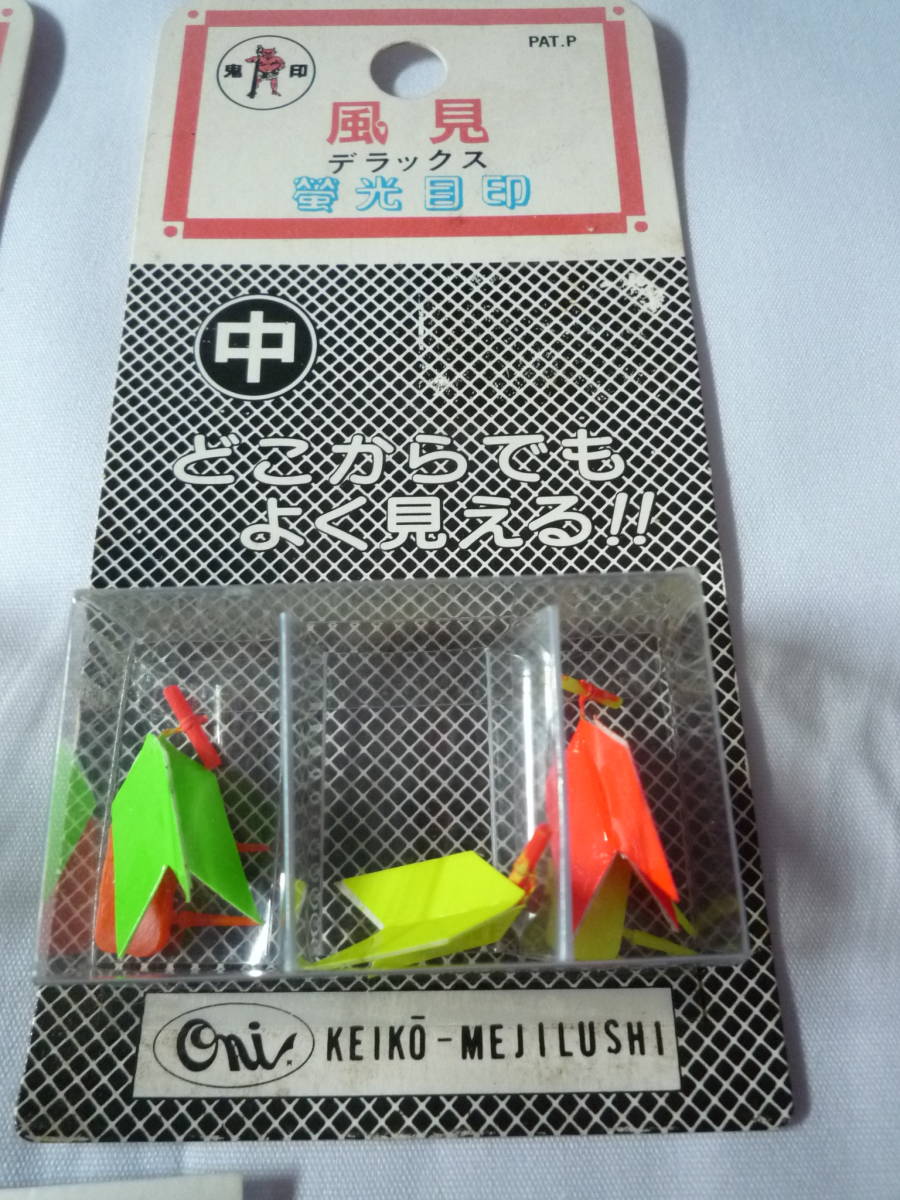 鬼印
PAT.P
風見
デラックス
螢光目印
中
どこからでも
よく見える!!
Oni. KEIKŌ-MEJILUSHI